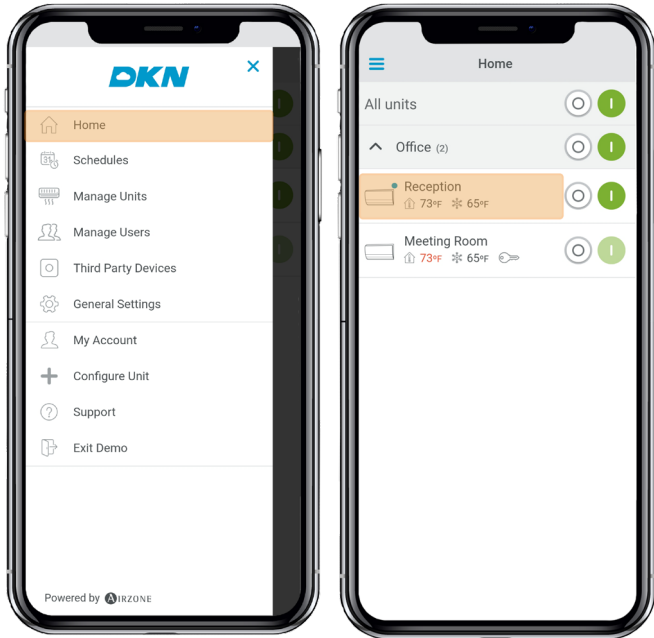 DKN
Home
Schedules
Manage Units
Manage Users
Third Party Devices
General Settings
My Account
Configure Unit
Support
Exit Demo
Powered by AIRZONE
Home
All units
Office (2)
Reception
73ºF 65ºF
Meeting Room
73ºF 65ºF